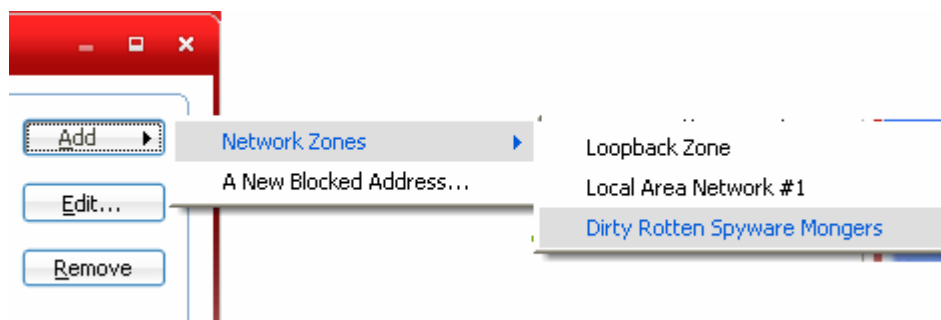 Add
Edit...
Remove
Network Zones
A New Blocked Address...
Loopback Zone
Local Area Network #1
Dirty Rotten Spyware Mongers